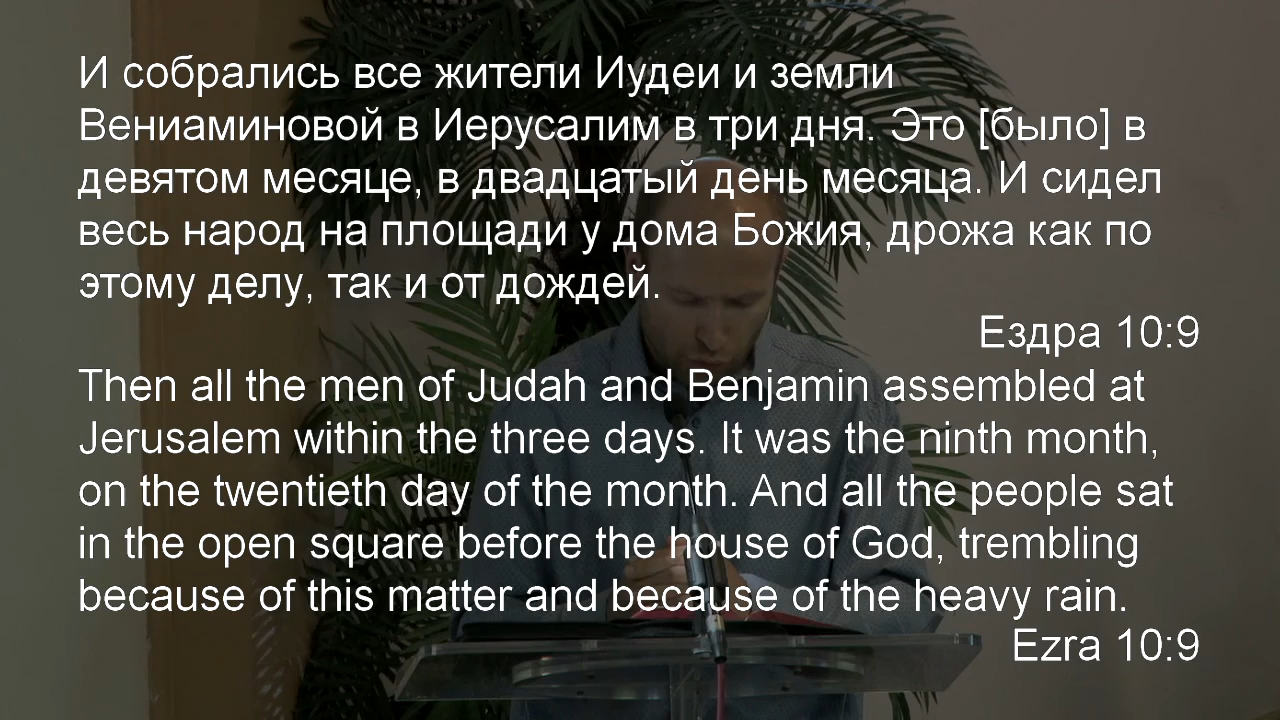 И собрались все жители Иудеи и земли
Вениаминовой в Иерусалим в три дня. Это [было] в
девятом месяце, в двадцатый день месяца. И сидел
весь народ на площади у дома Божия, дрожа как по
этому делу, так и от дождей.
Ездра 10:9
Then all the men of Judah and Benjamin assembled at
Jerusalem within the three days. It was the ninth month,
on the twentieth day of the month. And all the people sat
in the open square before the house of God, trembling
because of this matter and because of the heavy rain.
Ezra 10:9